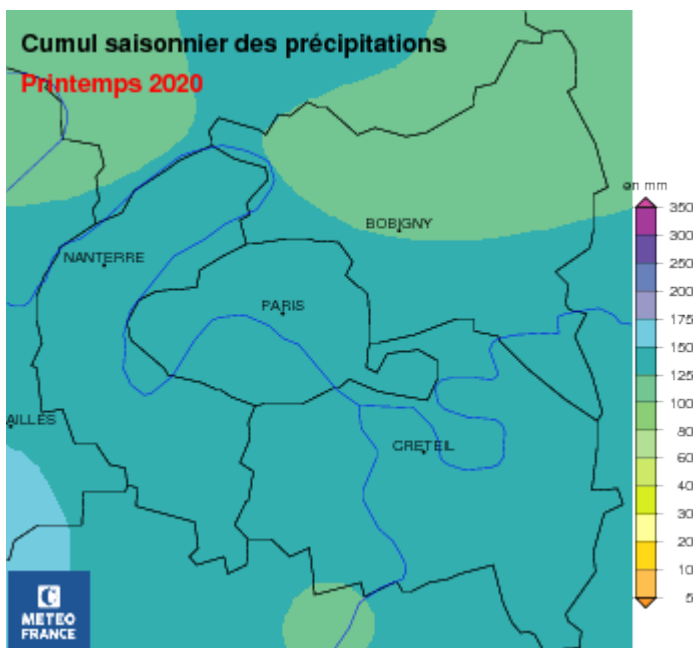 Cumul saisonnier des précipitations
Printemps 2020
en mm
350
300
250
200
175
150
125
100
80
60
40
30
20
10
5
BOBIGNY
NANTERRE
PARIS
AILLES
CRETEIL
METEO
FRANCE